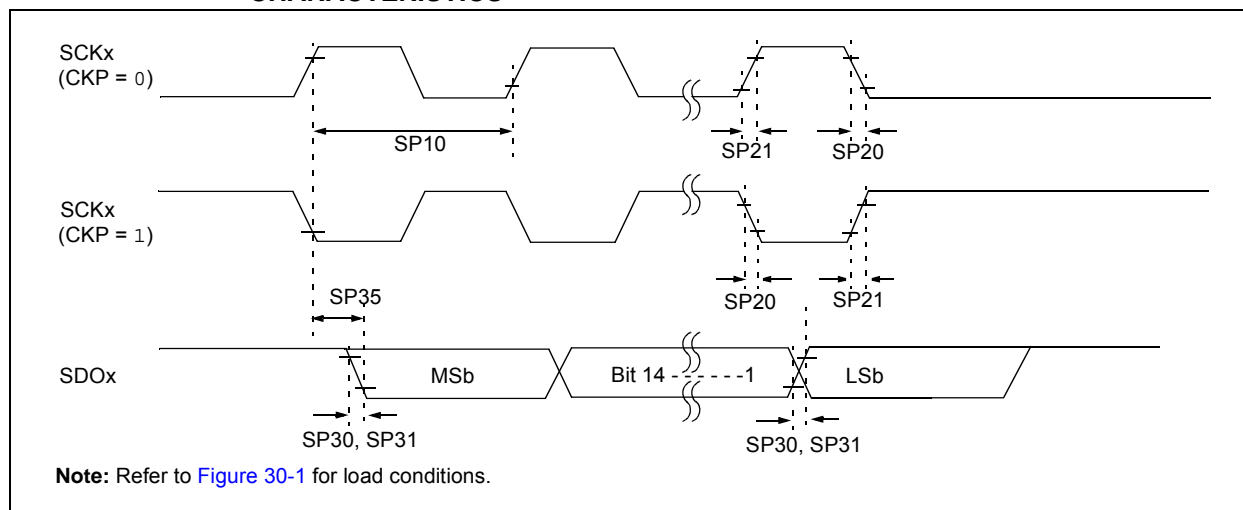 SCKx
(CKP = 0)
SP10
SP21
SP20
SCKx
(CKP = 1)
SP35
SP20
SP21
SDOx
MSb
Bit 14 - - - - - -1
LSb
SP30, SP31
SP30, SP31
Note: Refer to Figure 30-1 for load conditions.